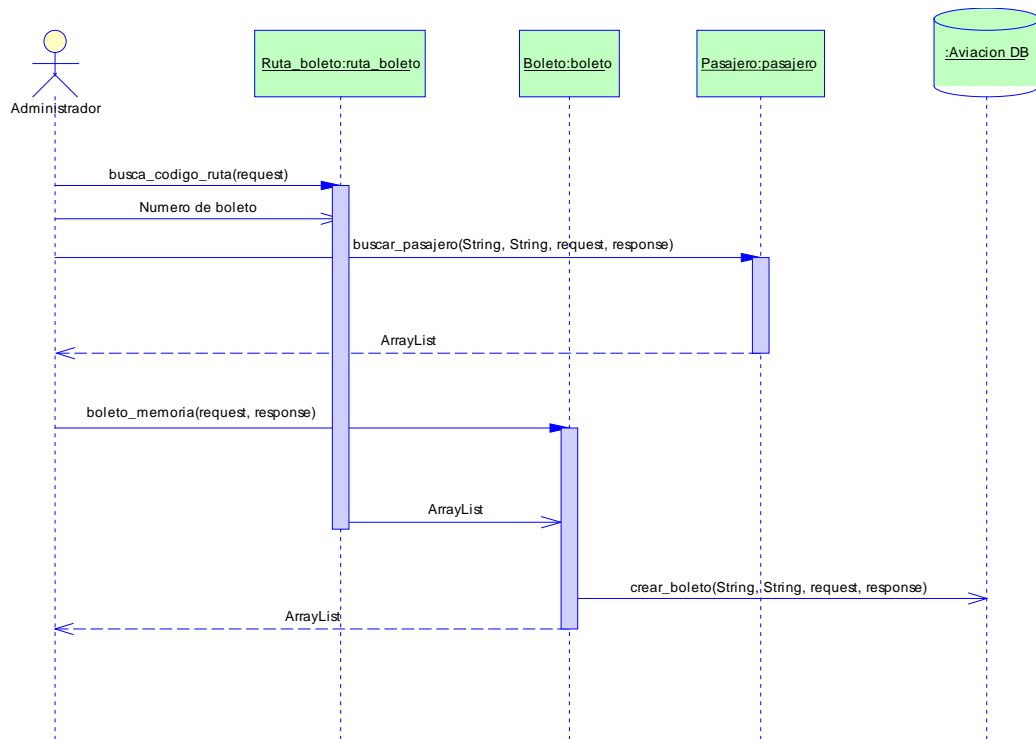 Administrador
Ruta_boleto:ruta_boleto
Boleto:boleto
Pasajero:pasajero
:Aviacion DB
busca_codigo_ruta(request)
Numero de boleto
buscar_pasajero(String, String, request, response)
ArrayList
boleto_memoria(request, response)
ArrayList
crear_boleto(String, String, request, response)
ArrayList